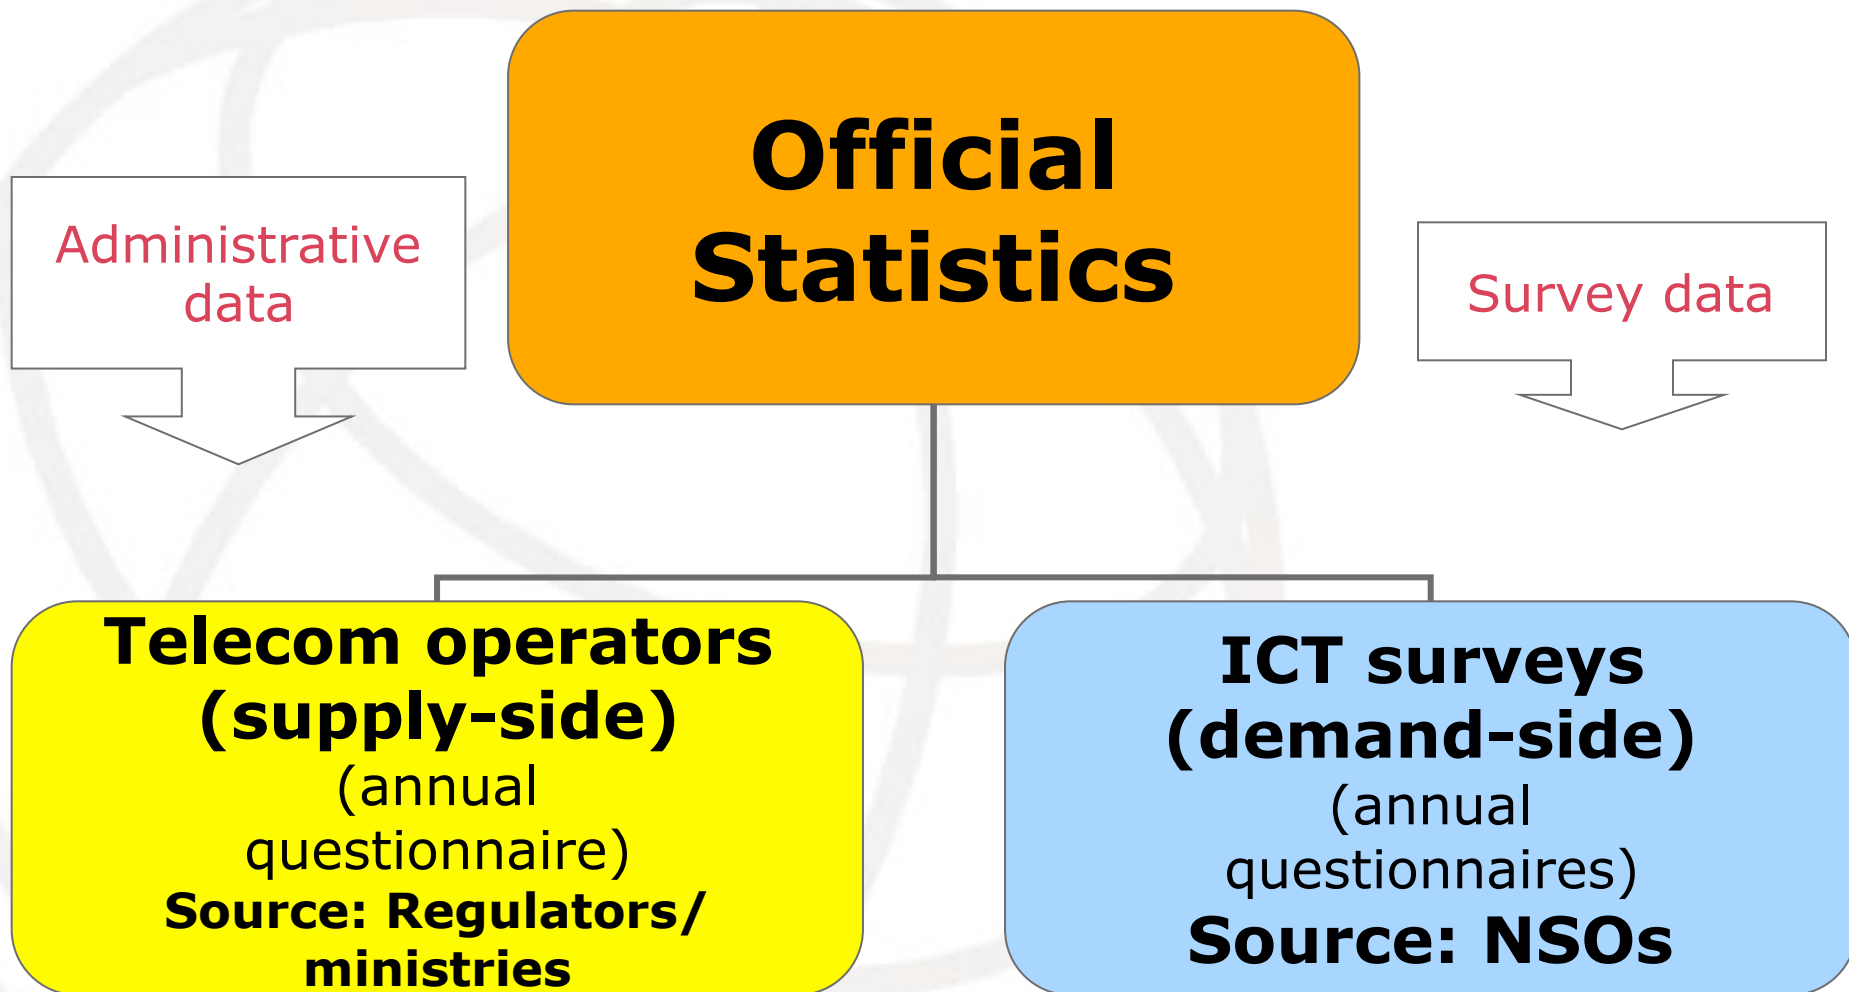 Official
Statistics
Administrative
data
Survey data
Telecom operators
(supply-side)
(annual
questionnaire)
Source: Regulators/
ministries
ICT surveys
(demand-side)
(annual
questionnaires)
Source: NSOs